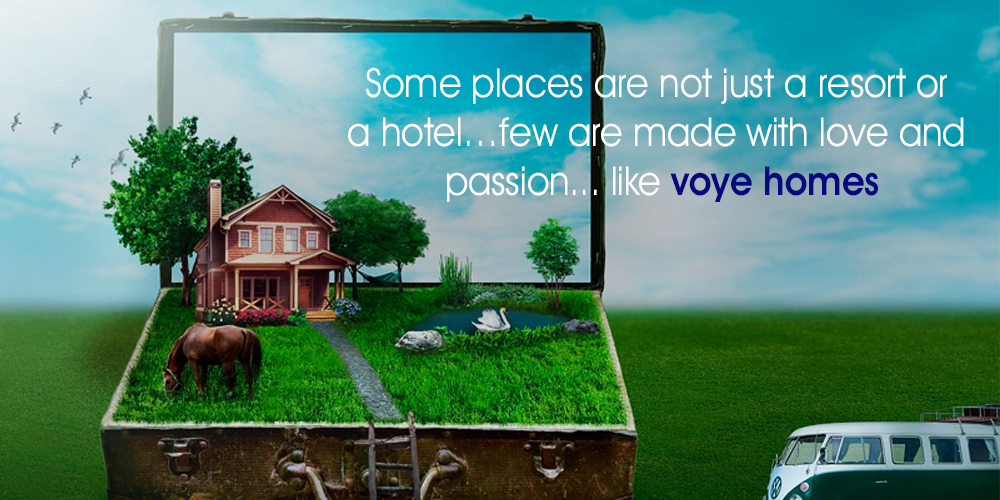 Some places are not just a resort or
a hotel...few are made with love and
passion... like voye homes